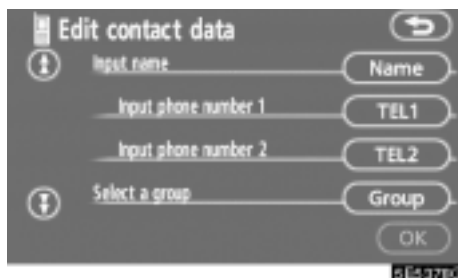 Edit contact data
Input name Name
Input phone number 1 TEL1
Input phone number 2 TEL2
Select a group Group
OK